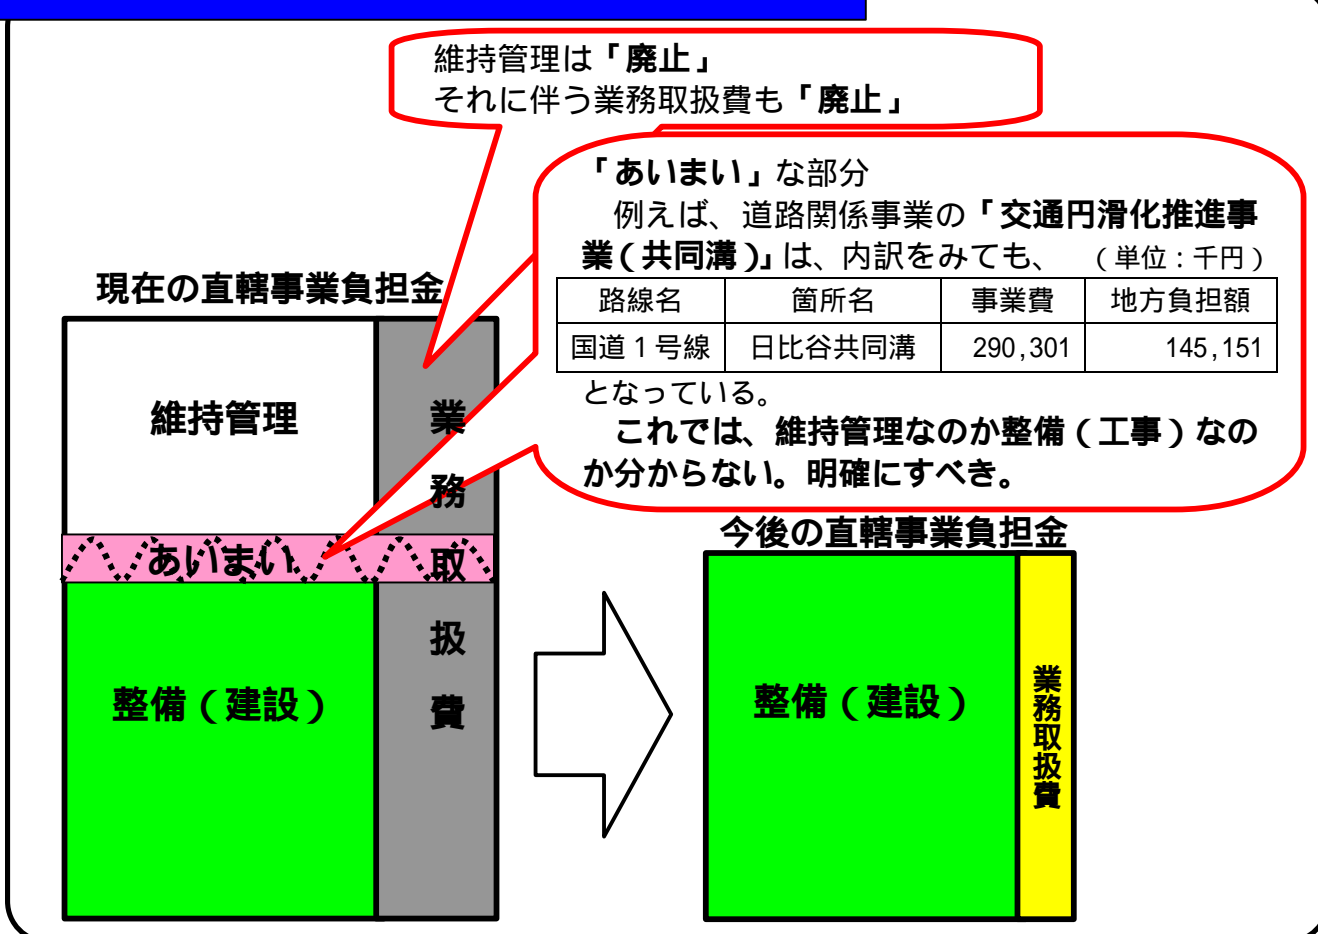 維持管理は「廃止」
それに伴う業務取扱費も「廃止」
「あいまい」な部分
例えば、道路関係事業の「交通円滑化推進事
業(共同溝)」は、内訳をみても、 (単位:千円)
路線名 箇所名 事業費 地方負担額
国道1号線 日比谷共同溝 290,301 145,151
となっている。
これでは、維持管理なのか整備(工事)なの
か分からない。明確にすべき。
現在の直轄事業負担金
維持管理
あいまい
整備(建設)
業務取扱費
今後の直轄事業負担金
整備(建設)
業務取扱費